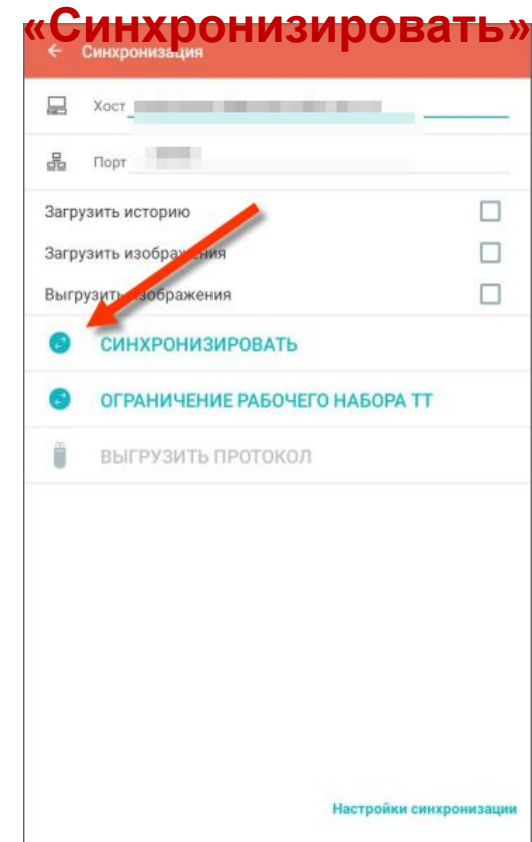 «Синхронизировать»
Синхронизация
Хост
Порт
Загрузить историю
Загрузить изображения
Выгрузить изображения
СИНХРОНИЗИРОВАТЬ
ОГРАНИЧЕНИЕ РАБОЧЕГО НАБОРА ТТ
ВЫГРУЗИТЬ ПРОТОКОЛ
Настройки синхронизации